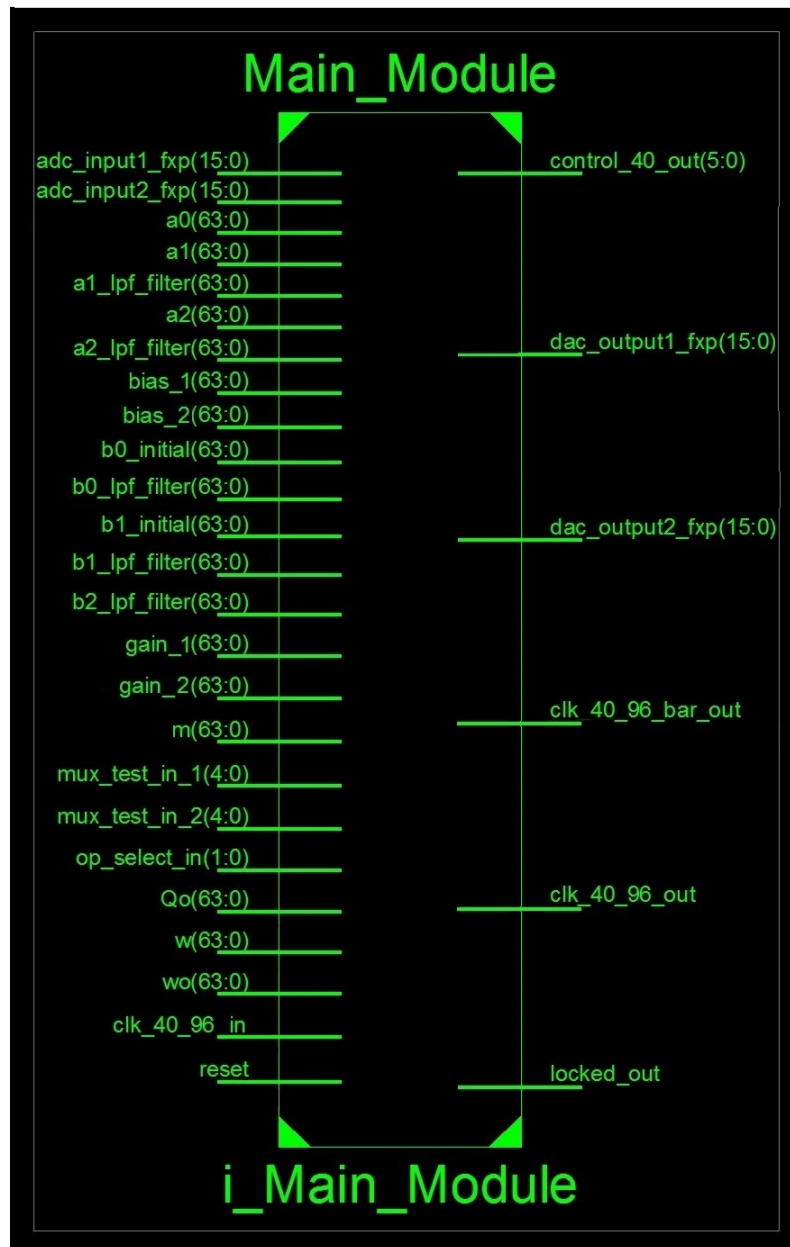 Main_Module
adc_input1_fxp(15:0)
control_40_out(5:0)
adc_input2_fxp(15:0)
a0(63:0)
a1(63:0)
a1_lpf_filter(63:0)
a2(63:0)
dac_output1_fxp(15:0)
a2_lpf_filter(63:0)
bias_1(63:0)
bias_2(63:0)
b0_initial(63:0)
b0_lpf_filter(63:0)
b1_initial(63:0)
dac_output2_fxp(15:0)
b1_lpf_filter(63:0)
b2_lpf_filter(63:0)
gain_1(63:0)
gain_2(63:0)
clk_40_96_bar_out
m(63:0)
mux_test_in_1(4:0)
mux_test_in_2(4:0)
op_select_in(1:0)
Qo(63:0)
clk_40_96_out
w(63:0)
wo(63:0)
clk_40_96_in
reset
locked_out
i_Main_Module